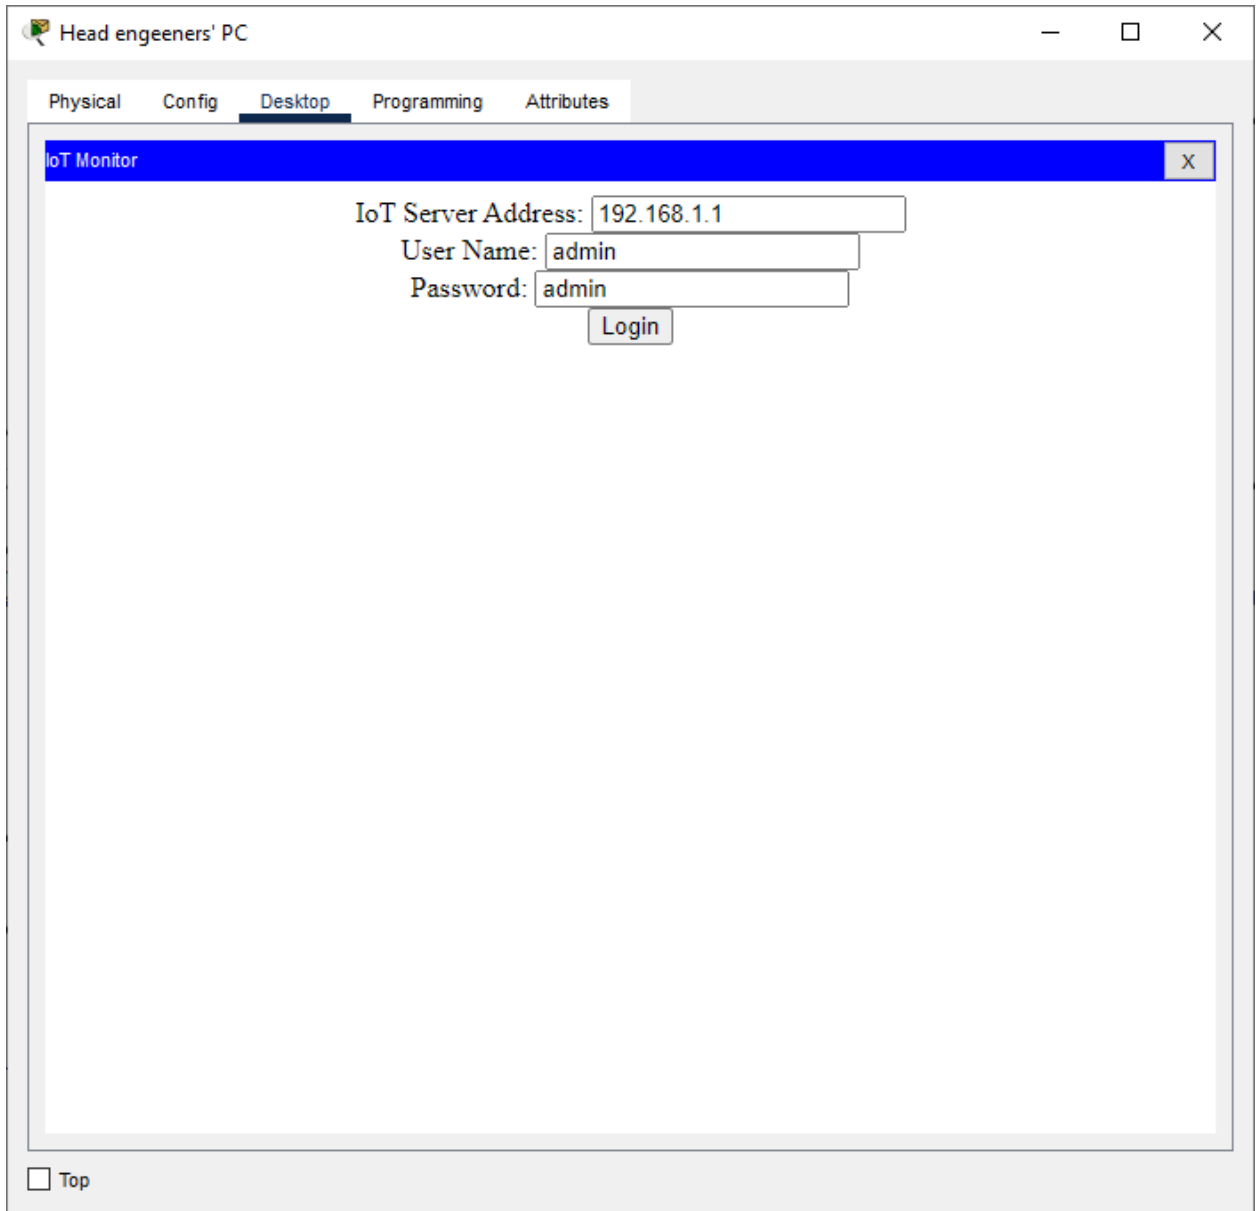 Head engeeners' PC
Physical Config Desktop Programming Attributes
IoT Monitor X
IoT Server Address: 192.168.1.1
User Name: admin
Password: admin
Login
Top